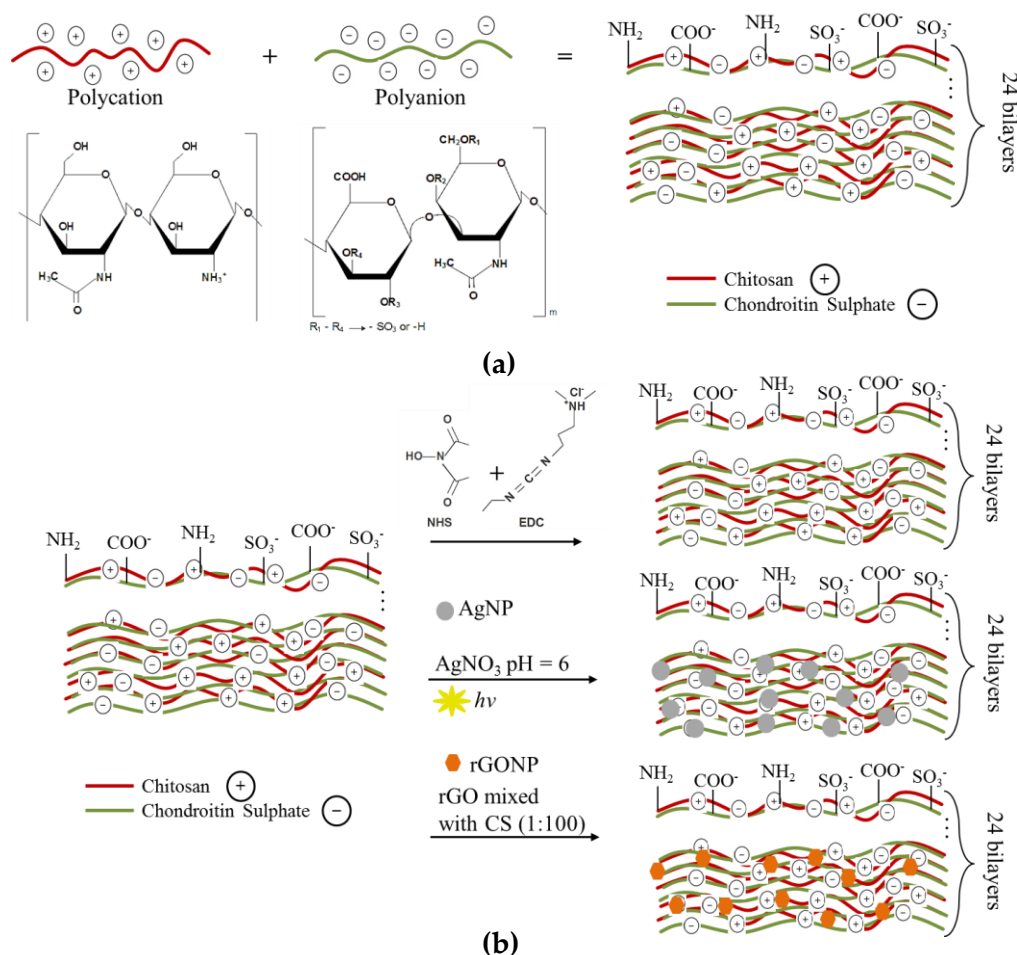 (a)
+
=
Polycation
Polyanion
NH2
COO-
NH2
SO3-
COO-
SO3-
24 bilayers
OH
OH
O
O
O
O
OH
OH
H3C
NH
O
NH3+
CH2OR1
COOH
OR2
O
O
O
O
OR4
OR3
H3C
NH
O
m
R1 - R4 → - SO3 or -H
Chitosan +
Chondroitin Sulphate −
(a)
HO
N
O
O
NHS
+
Cl-
+NH
N=C=N
EDC
NH2
COO-
NH2
SO3-
COO-
SO3-
24 bilayers
NH2
COO-
NH2
SO3-
COO-
SO3-
AgNP
AgNO3 pH = 6
hv
NH2
COO-
NH2
SO3-
COO-
SO3-
24 bilayers
rGONP
rGO mixed
with CS (1:100)
NH2
COO-
NH2
SO3-
COO-
SO3-
24 bilayers
Chitosan +
Chondroitin Sulphate −
(b)